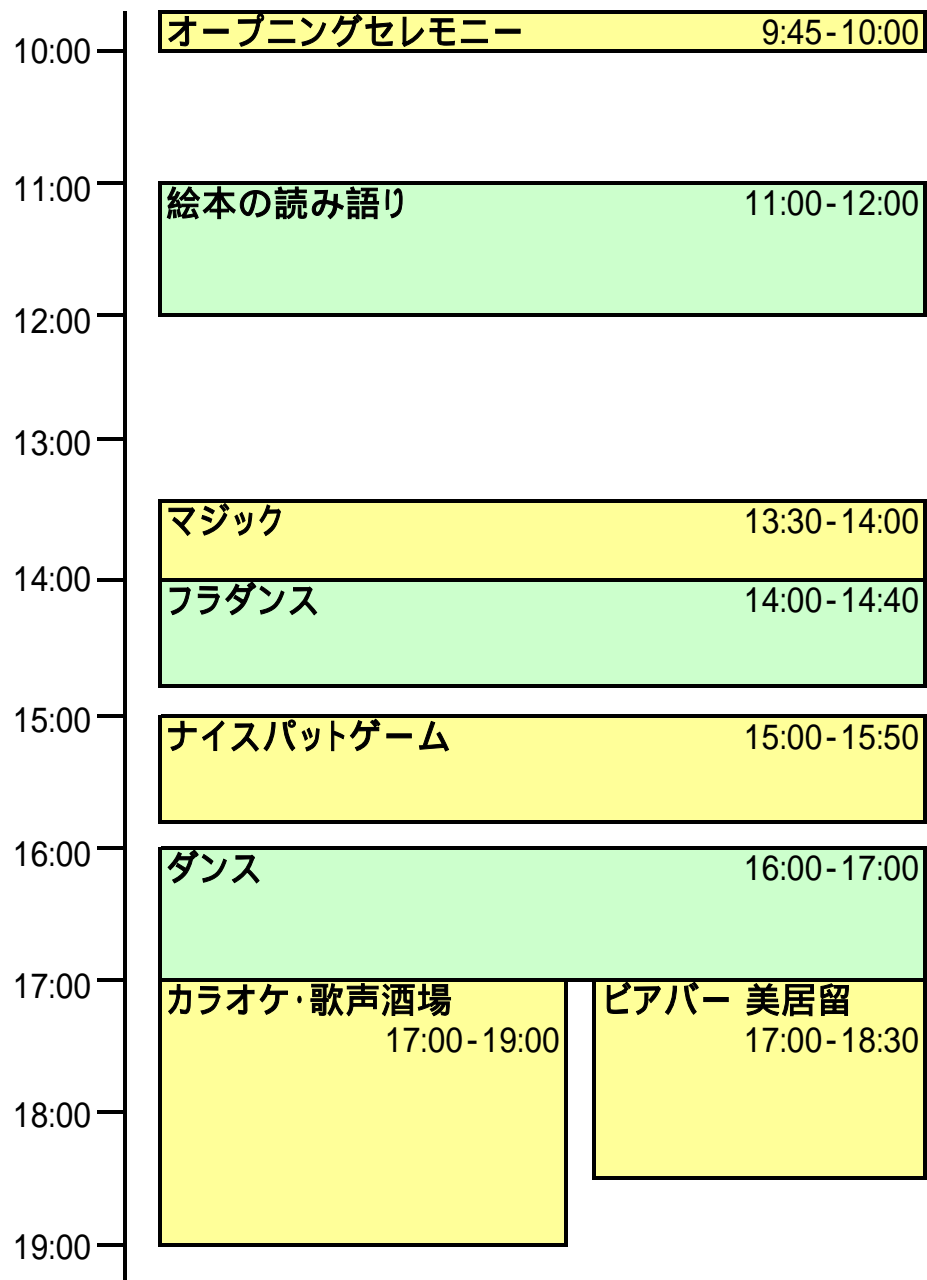 10:00
オープニングセレモニー 9:45-10:00
11:00
絵本の読み語り 11:00-12:00
12:00
13:00
マジック 13:30-14:00
14:00
フラダンス 14:00-14:40
15:00
ナイスパットゲーム 15:00-15:50
16:00
ダンス 16:00-17:00
17:00
カラオケ・歌声酒場
17:00-19:00
ビアバー 美居留
17:00-18:30
18:00
19:00